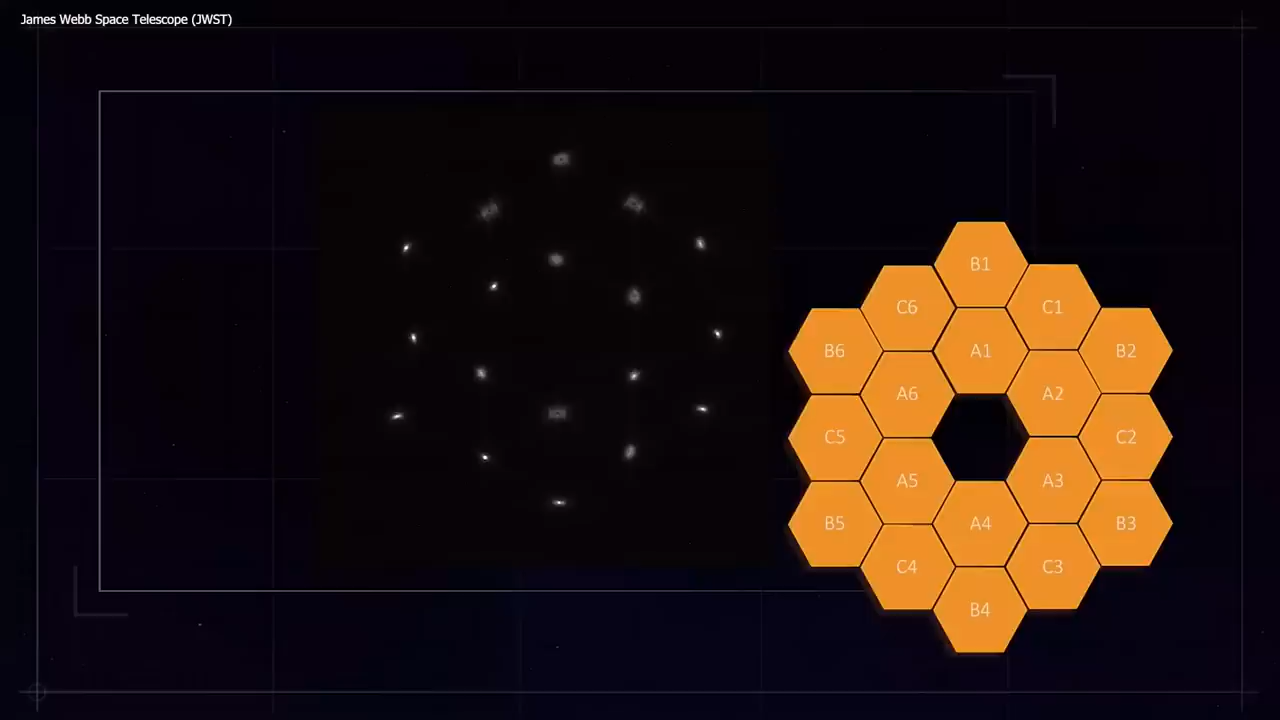 James Webb Space Telescope (JWST)
B1
C6 C1
B6 A1 B2
A6 A2
C5 C2
A5 A3
B5 A4 B3
C4 C3
B4